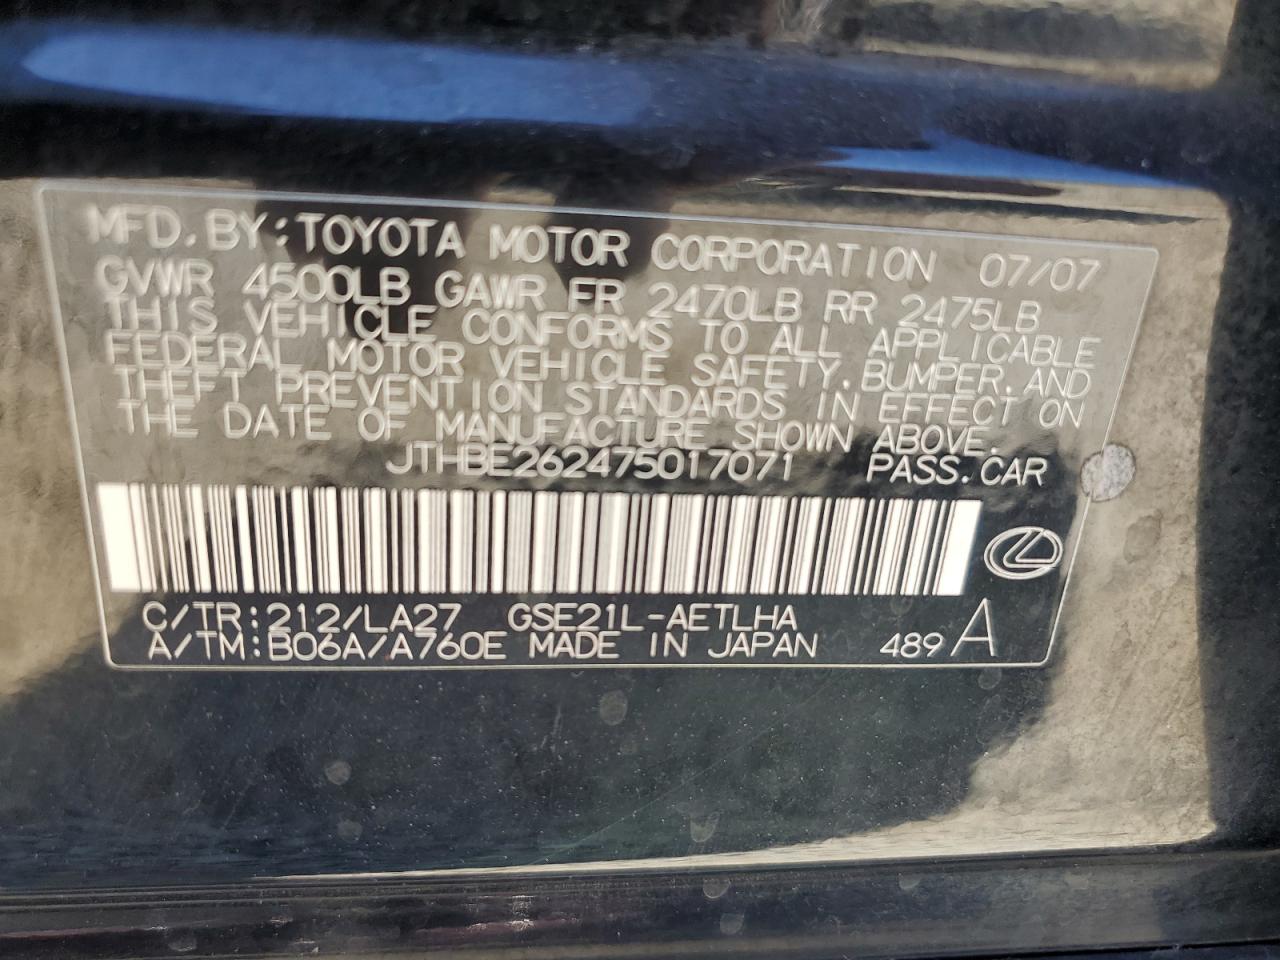 MFD. BY: TOYOTA MOTOR CORPORATION 07/07
GVWR 4500LB GAWR FR 2470LB RR 2475LB
THIS VEHICLE CONFORMS TO ALL APPLICABLE
FEDERAL MOTOR VEHICLE SAFETY, BUMPER, AND
THEFT PREVENTION STANDARDS IN EFFECT ON
THE DATE OF MANUFACTURE SHOWN ABOVE.
JTHBE262475017071 PASS. CAR
C/TR: 212/LA27 GSE21L-AETLHA
A/TM: B06A/A760E MADE IN JAPAN 489 A